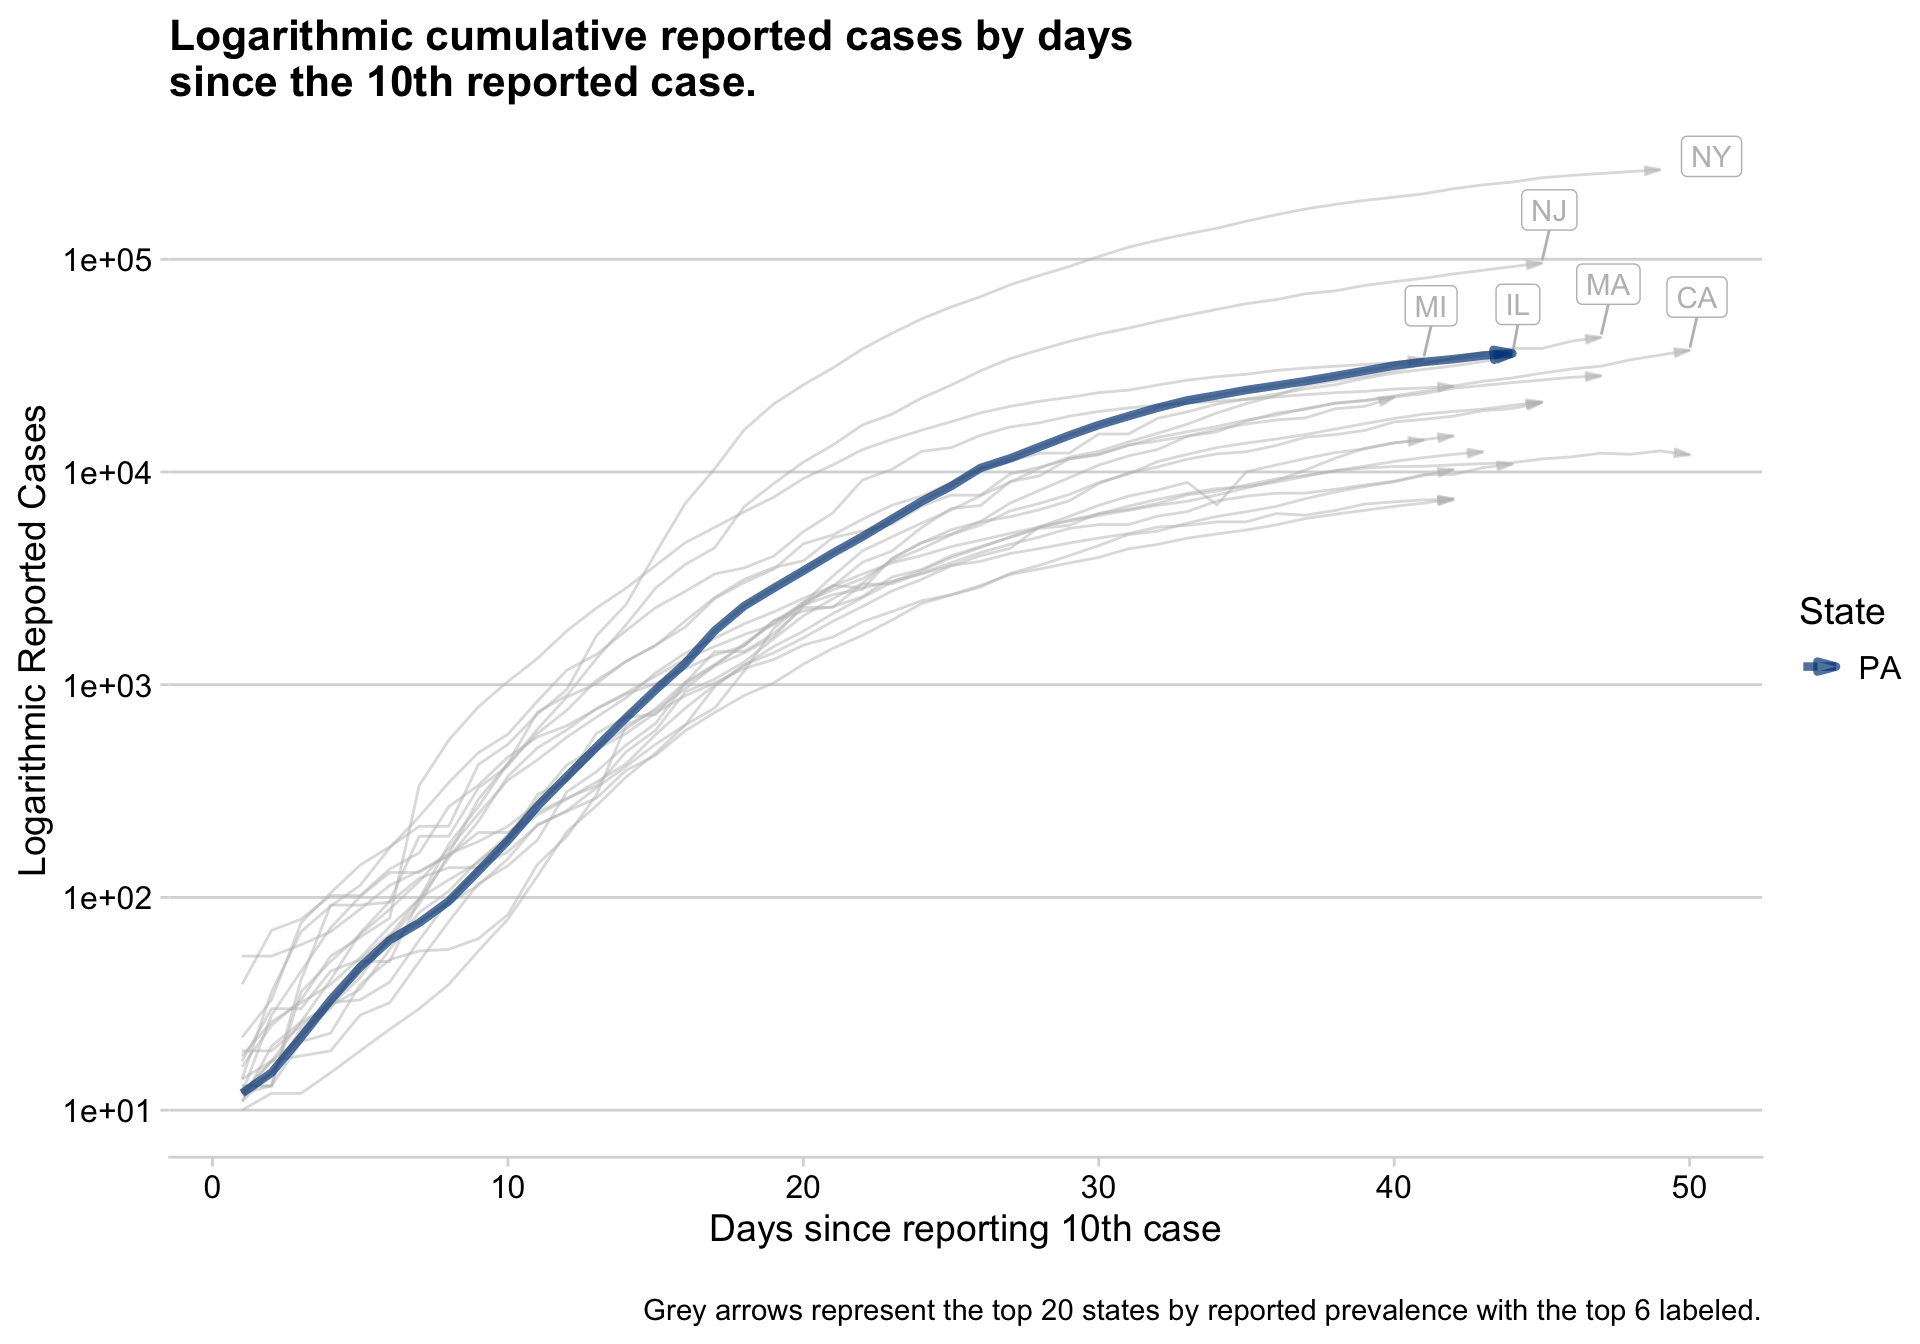 Logarithmic cumulative reported cases by days
since the 10th reported case.
NY
NJ
MA
CA
MI
IL
1e+05
1e+04
1e+03
1e+02
1e+01
Logarithmic Reported Cases
State
PA
0 10 20 30 40 50
Days since reporting 10th case
Grey arrows represent the top 20 states by reported prevalence with the top 6 labeled.